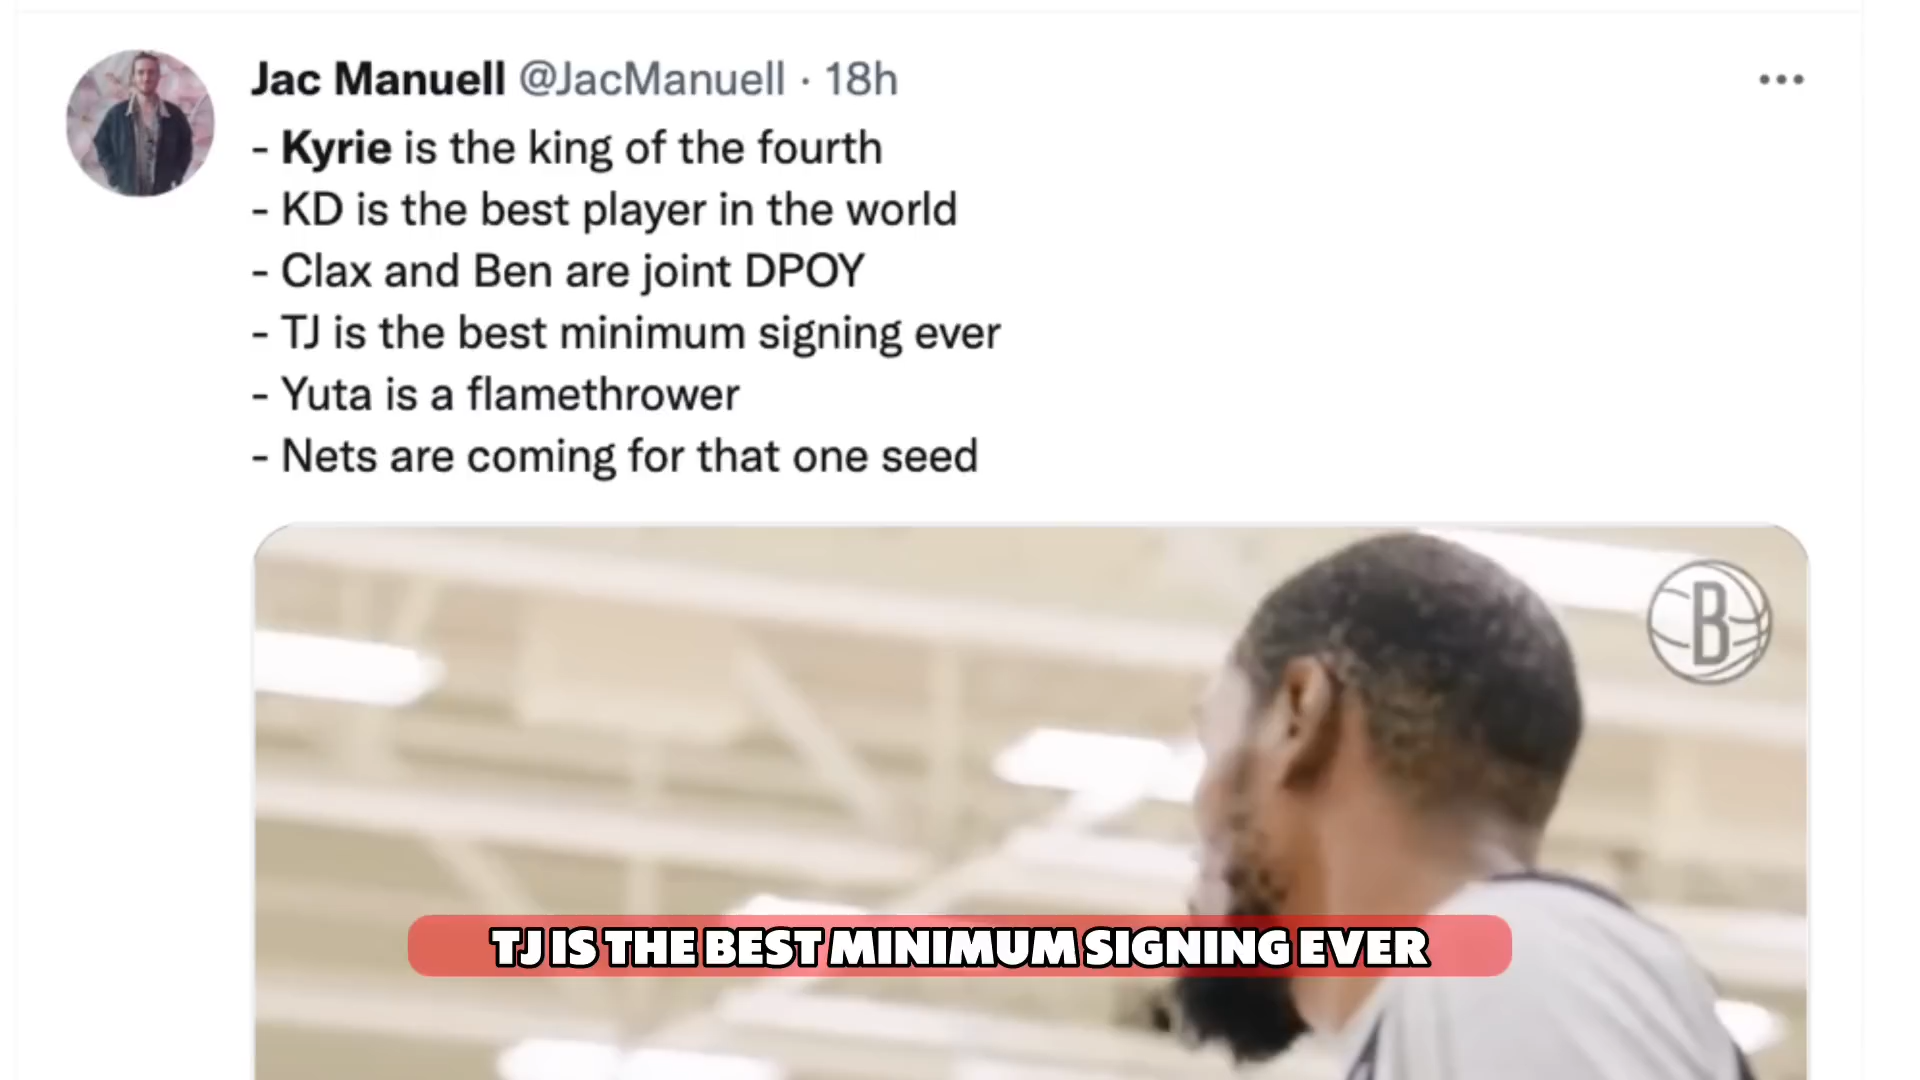 Jac Manuell @JacManuell · 18h
- Kyrie is the king of the fourth
- KD is the best player in the world
- Clax and Ben are joint DPOY
- TJ is the best minimum signing ever
- Yuta is a flamethrower
- Nets are coming for that one seed
B
TJ IS THE BEST MINIMUM SIGNING EVER